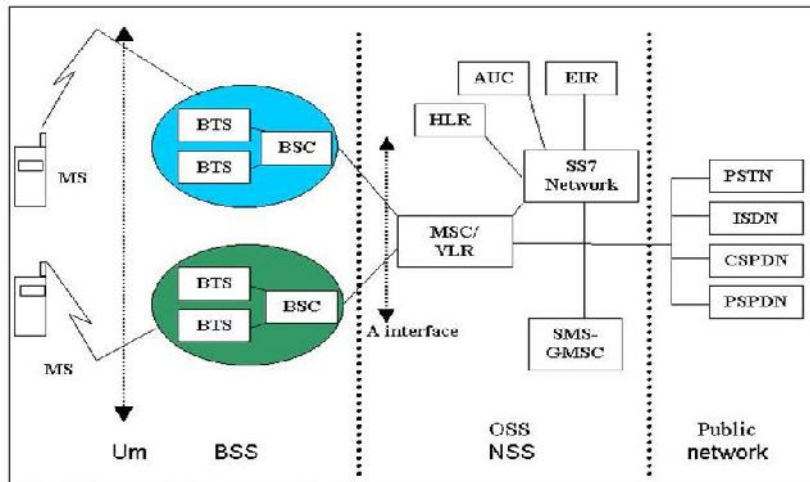 AUC
EIR
HLR
BTS
BTS
BSC
MS
SS7
Network
PSTN
ISDN
CSPDN
PSPDN
MSC/
VLR
BTS
BTS
BSC
MS
A interface
SMS-
GMSC
Um
BSS
OSS
NSS
Public
network